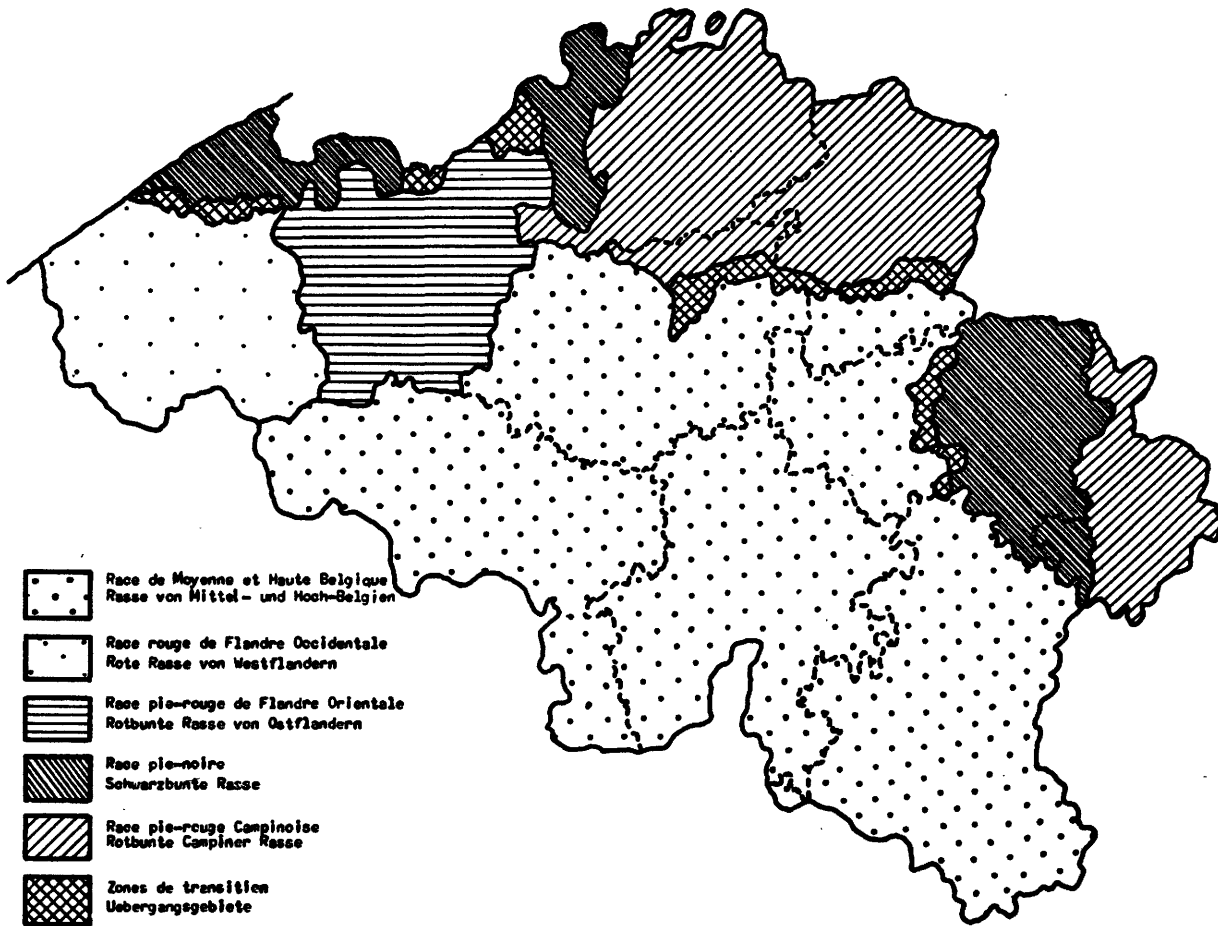 Race de Moyenne et Haute Belgique
Rasse von Mittel- und Hoch-Belgien
Race rouge de Flandre Occidentale
Rote Rasse von Westflandern
Race pie-rouge de Flandre Orientale
Rotbunte Rasse von Ostflandern
Race pie-noire
Schwarzbunte Rasse
Race pie-rouge Campinoise
Rotbunte Campiner Rasse
Zones de transition
Uebergangsgebiete